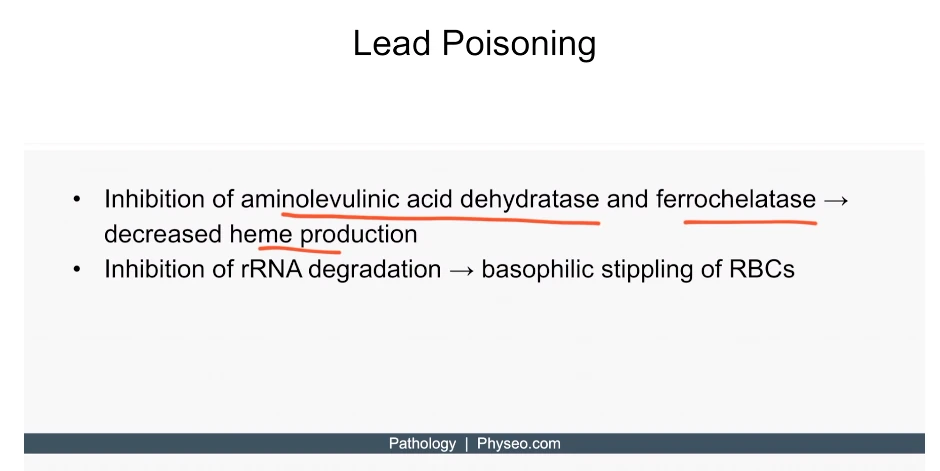 Lead Poisoning
• Inhibition of aminolevulinic acid dehydratase and ferrochelatase →
decreased heme production
• Inhibition of rRNA degradation → basophilic stippling of RBCs
Pathology | Physeo.com